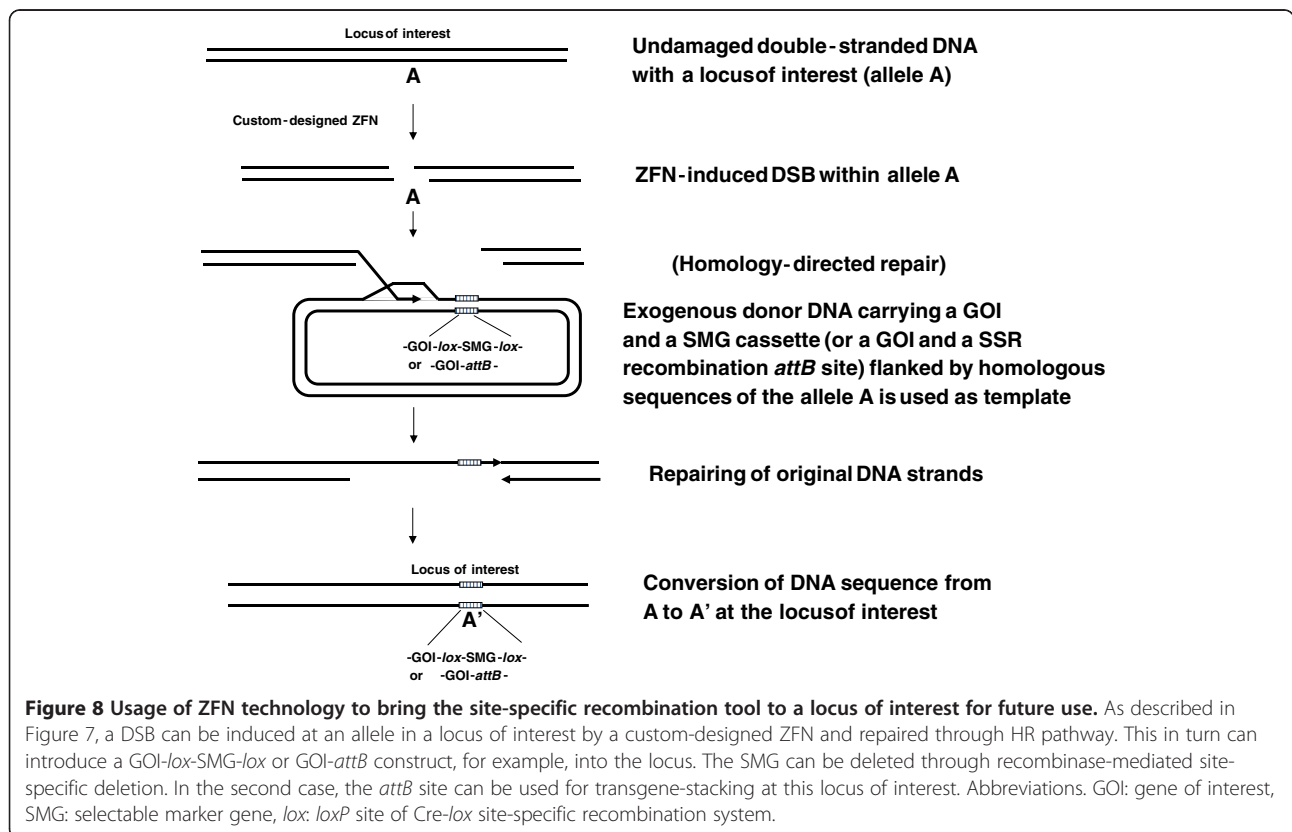 Locus of interest
Undamaged double-stranded DNA
with a locusof interest (allele A)
A
Custom-designed ZFN
ZFN-induced DSB within allele A
A
(Homology-directed repair)
Exogenous donor DNA carrying a GOI
and a SMG cassette (or a GOI and a SSR
recombination attB site) flanked by homologous
sequences of the allele A is used as template
-GOI-lox-SMG-lox-
or -GOI-attB-
Repairing of original DNA strands
Locus of interest
Conversion of DNA sequence from
A to A' at the locusof interest
A'
-GOI-lox-SMG-lox-
or -GOI-attB-
Figure 8 Usage of ZFN technology to bring the site-specific recombination tool to a locus of interest for future use. As described in
Figure 7, a DSB can be induced at an allele in a locus of interest by a custom-designed ZFN and repaired through HR pathway. This in turn can
introduce a GOI-lox-SMG-lox or GOI-attB construct, for example, into the locus. The SMG can be deleted through recombinase-mediated site-
specific deletion. In the second case, the attB site can be used for transgene-stacking at this locus of interest. Abbreviations. GOI: gene of interest,
SMG: selectable marker gene, lox: loxP site of Cre-lox site-specific recombination system.